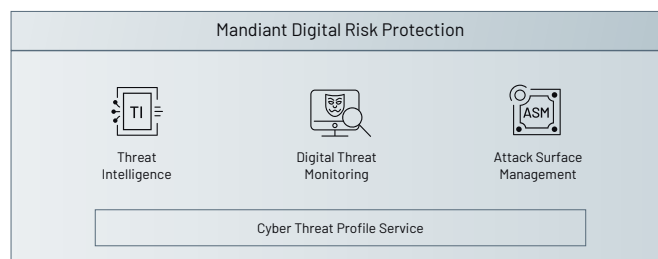 Mandiant Digital Risk Protection
TI
ASM
Threat
Intelligence
Digital Threat
Monitoring
Attack Surface
Management
Cyber Threat Profile Service